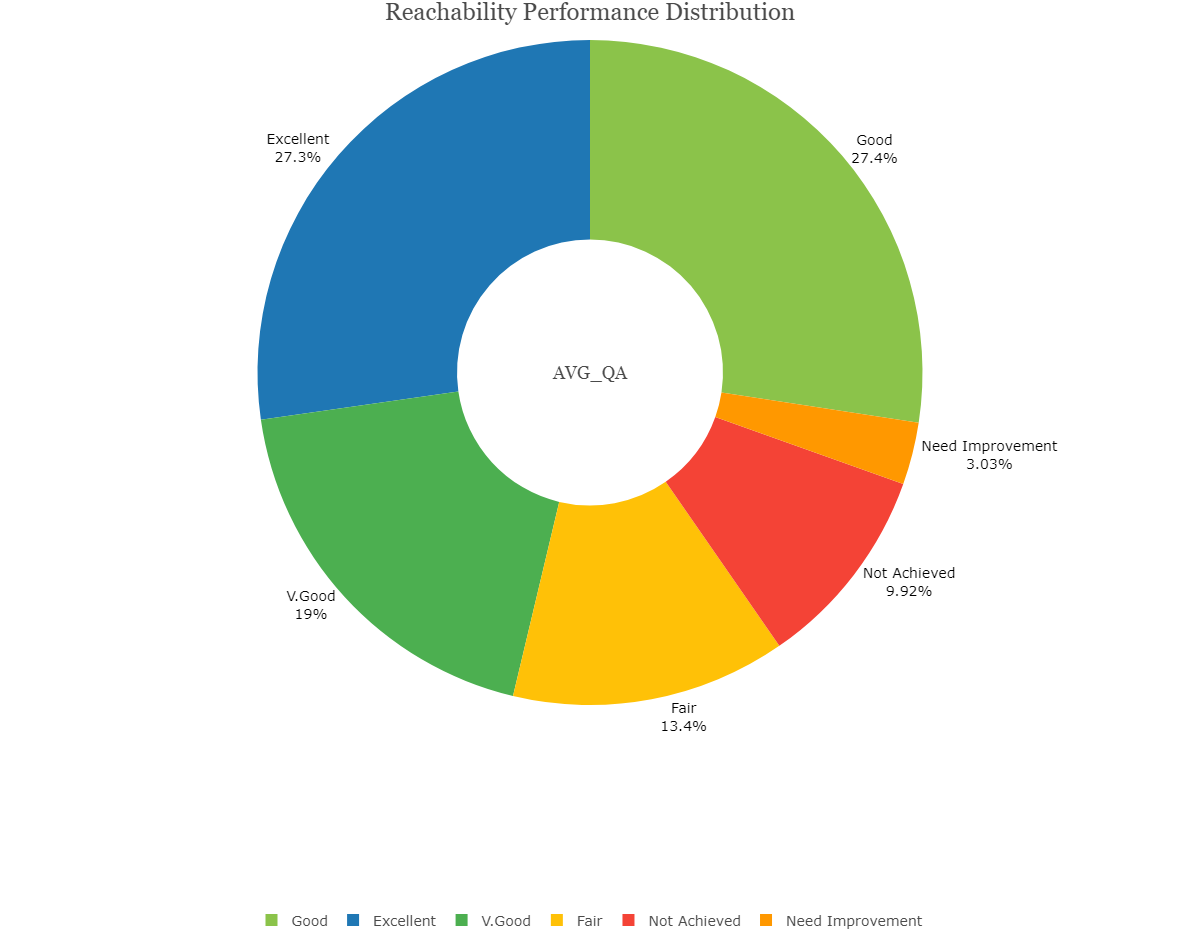 Reachability Performance Distribution
Excellent
27.3%
Good
27.4%
AVG_QA
Need Improvement
3.03%
Not Achieved
9.92%
V.Good
19%
Fair
13.4%
Good Excellent V.Good Fair Not Achieved Need Improvement